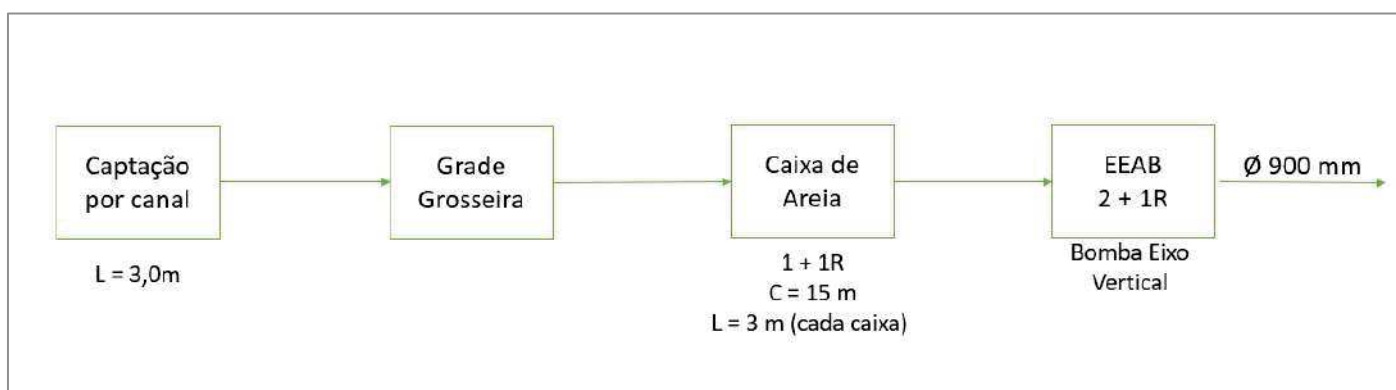 Captação
por canal
L = 3,0m
Grade
Grosseira
Caixa de
Areia
1 + 1R
C = 15 m
L = 3 m (cada caixa)
EEAB
2 + 1R
Bomba Eixo
Vertical
Ø 900 mm